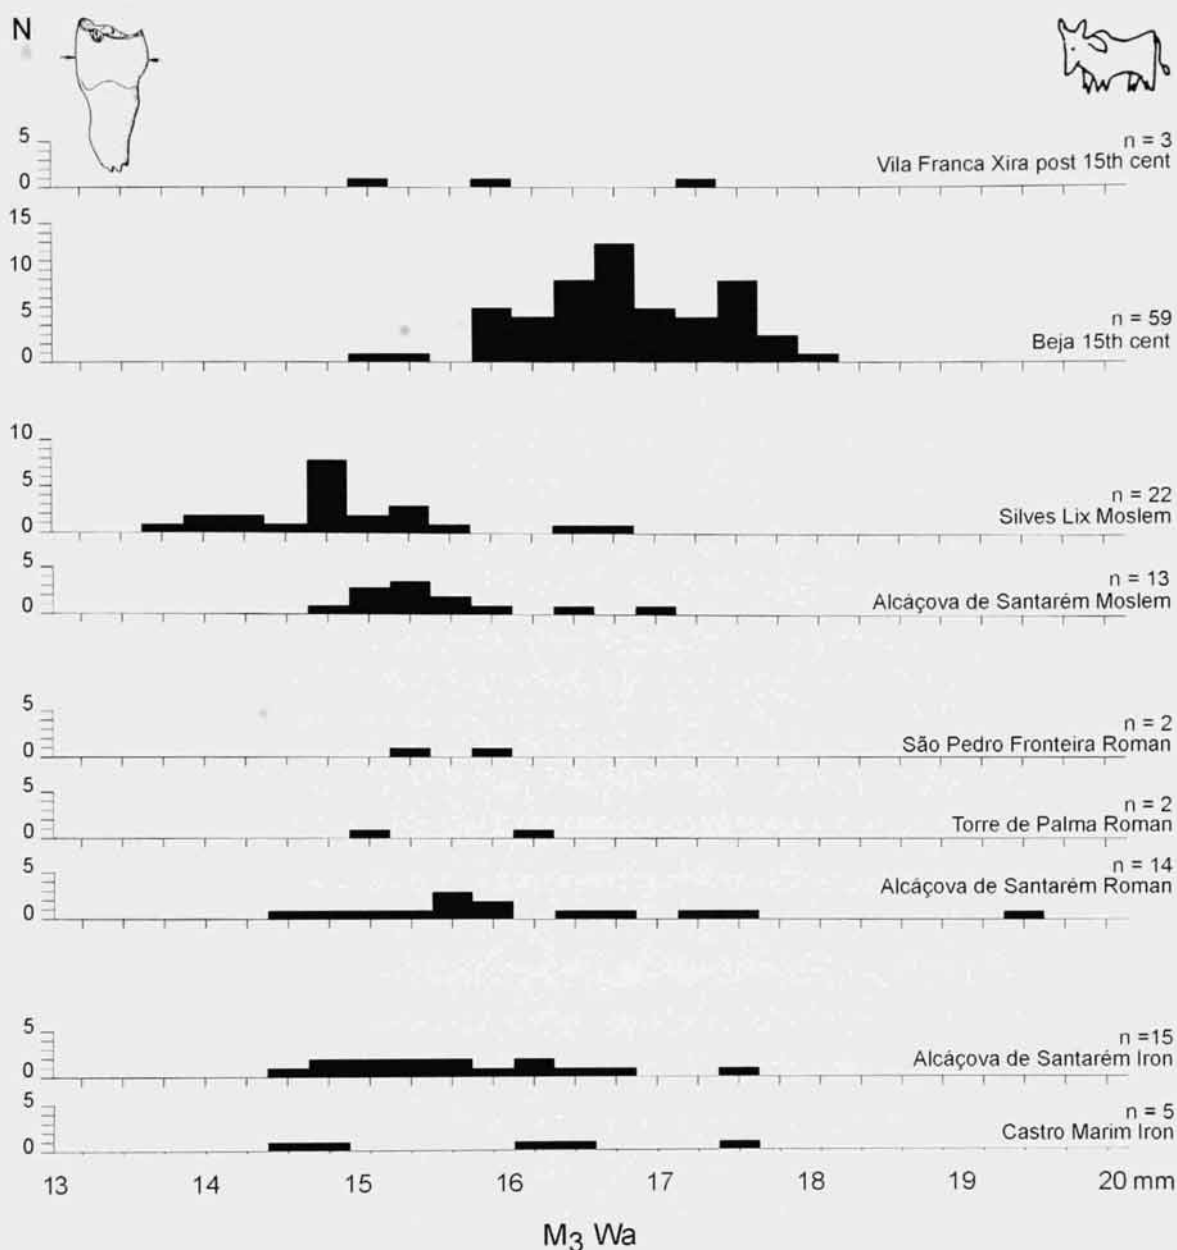 N
5
0
n = 3
Vila Franca Xira post 15th cent
15
10
5
0
n = 59
Beja 15th cent
10
5
0
n = 22
Silves Lix Moslem
5
0
n = 13
Alcáçova de Santarém Moslem
5
0
n = 2
São Pedro Fronteira Roman
5
0
n = 2
Torre de Palma Roman
5
0
n = 14
Alcáçova de Santarém Roman
5
0
n =15
Alcáçova de Santarém Iron
5
0
n = 5
Castro Marim Iron
13 14 15 16 17 18 19 20 mm
M₃ Wa